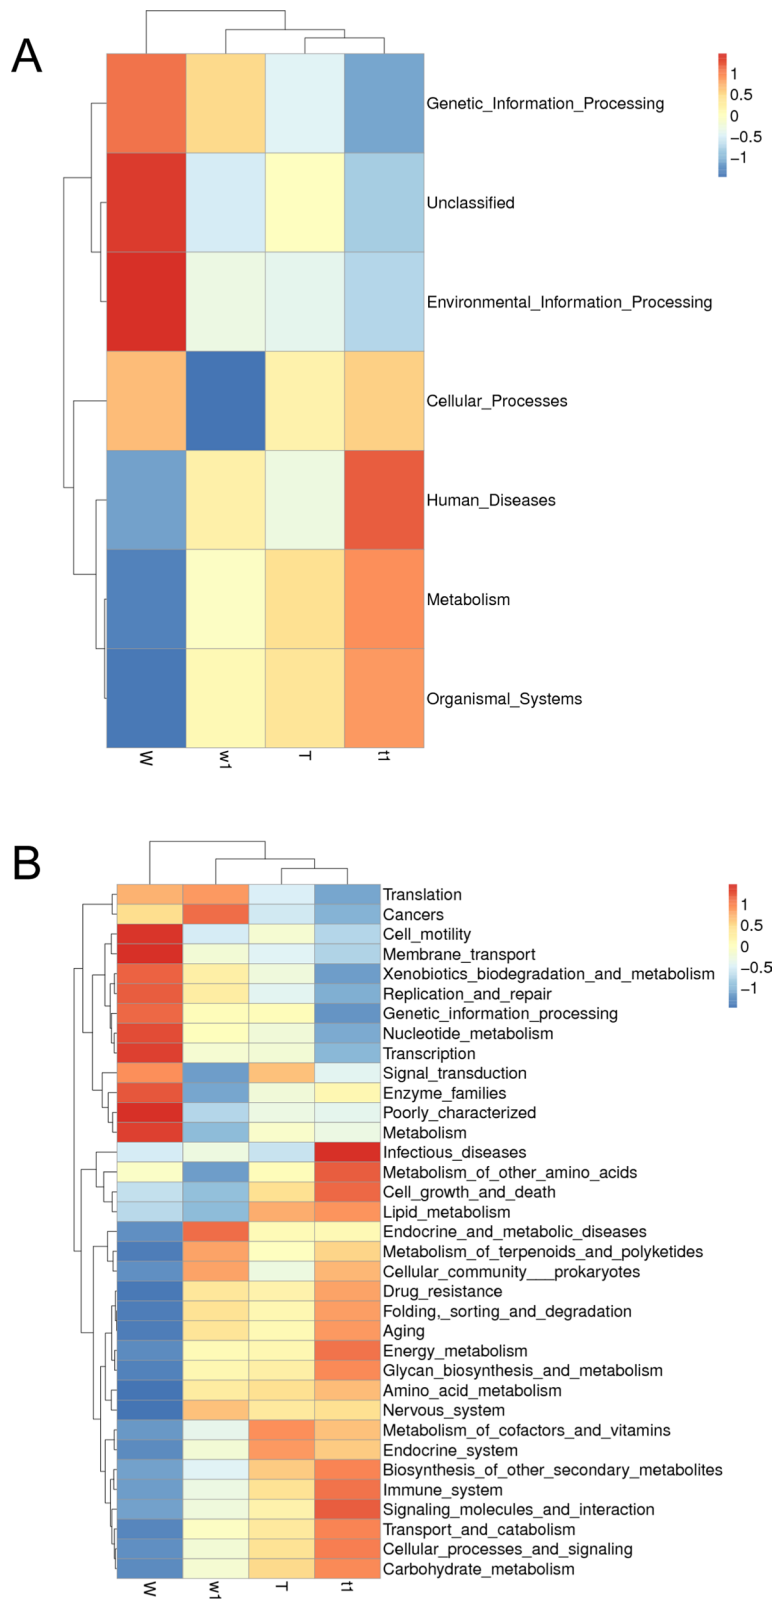 A
1
0.5
0
−0.5
−1
Genetic_Information_Processing
Unclassified
Environmental_Information_Processing
Cellular_Processes
Human_Diseases
Metabolism
Organismal_Systems
W
w1
T
t1
B
1
0.5
0
−0.5
−1
Translation
Cancers
Cell_motility
Membrane_transport
Xenobiotics_biodegradation_and_metabolism
Replication_and_repair
Genetic_information_processing
Nucleotide_metabolism
Transcription
Signal_transduction
Enzyme_families
Poorly_characterized
Metabolism
Infectious_diseases
Metabolism_of_other_amino_acids
Cell_growth_and_death
Lipid_metabolism
Endocrine_and_metabolic_diseases
Metabolism_of_terpenoids_and_polyketides
Cellular_community___prokaryotes
Drug_resistance
Folding,_sorting_and_degradation
Aging
Energy_metabolism
Glycan_biosynthesis_and_metabolism
Amino_acid_metabolism
Nervous_system
Metabolism_of_cofactors_and_vitamins
Endocrine_system
Biosynthesis_of_other_secondary_metabolites
Immune_system
Signaling_molecules_and_interaction
Transport_and_catabolism
Cellular_processes_and_signaling
Carbohydrate_metabolism
W
w1
T
t1